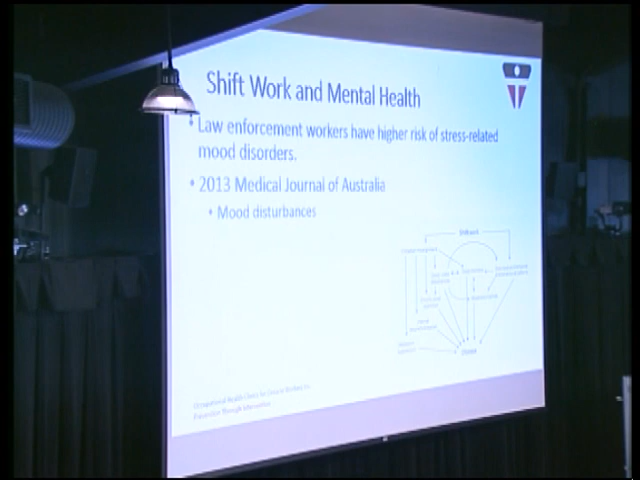 Shift Work and Mental Health
• Law enforcement workers have higher risk of stress-related
mood disorders.
• 2013 Medical Journal of Australia
• Mood disturbances
Shiftwork
Disease
Occupational Health Clinics for Ontario Workers Inc.
Prevention Through Intervention